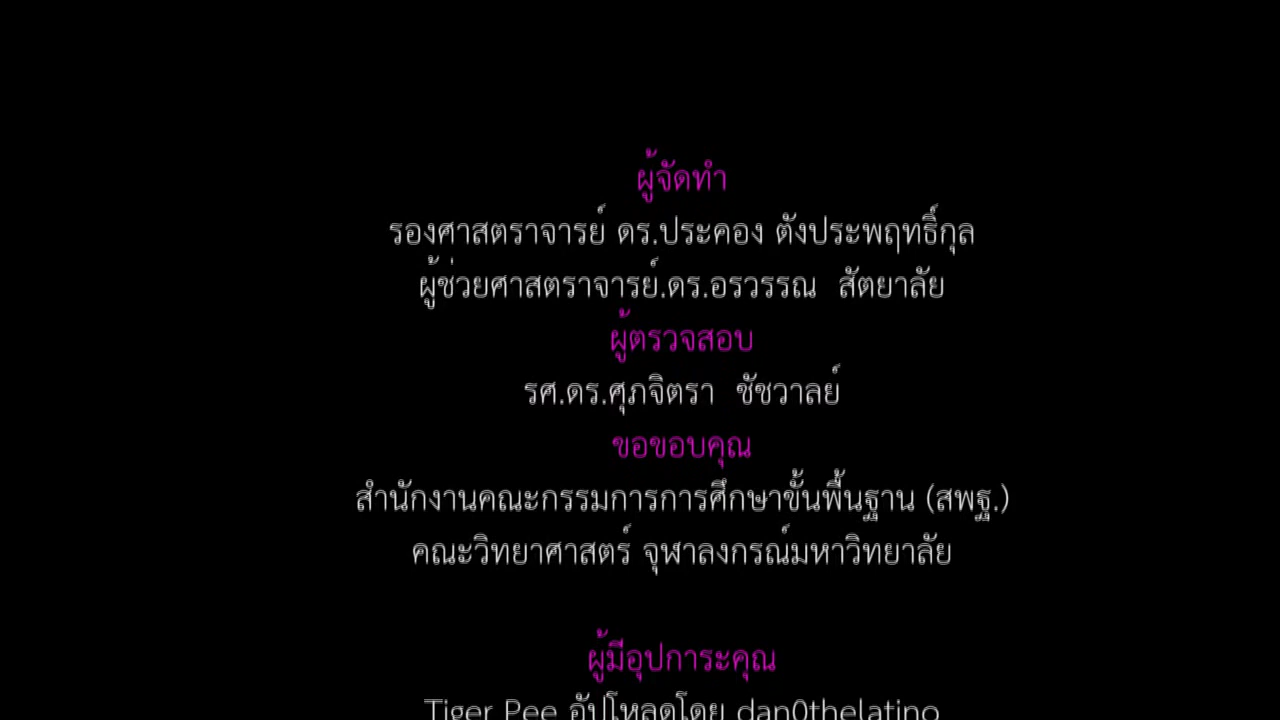 ผู้จัดทำ
รองศาสตราจารย์ ดร.ประคอง ตังประพฤทธิ์กุล
ผู้ช่วยศาสตราจารย์.ดร.อรวรรณ สัตยาลัย
ผู้ตรวจสอบ
รศ.ดร.ศุภจิตรา ชัชวาลย์
ขอขอบคุณ
สำนักงานคณะกรรมการการศึกษาขั้นพื้นฐาน (สพฐ.)
คณะวิทยาศาสตร์ จุฬาลงกรณ์มหาวิทยาลัย
ผู้มีอุปการะคุณ
Tiger Pee อัปโหลดโดย dan0thelatino